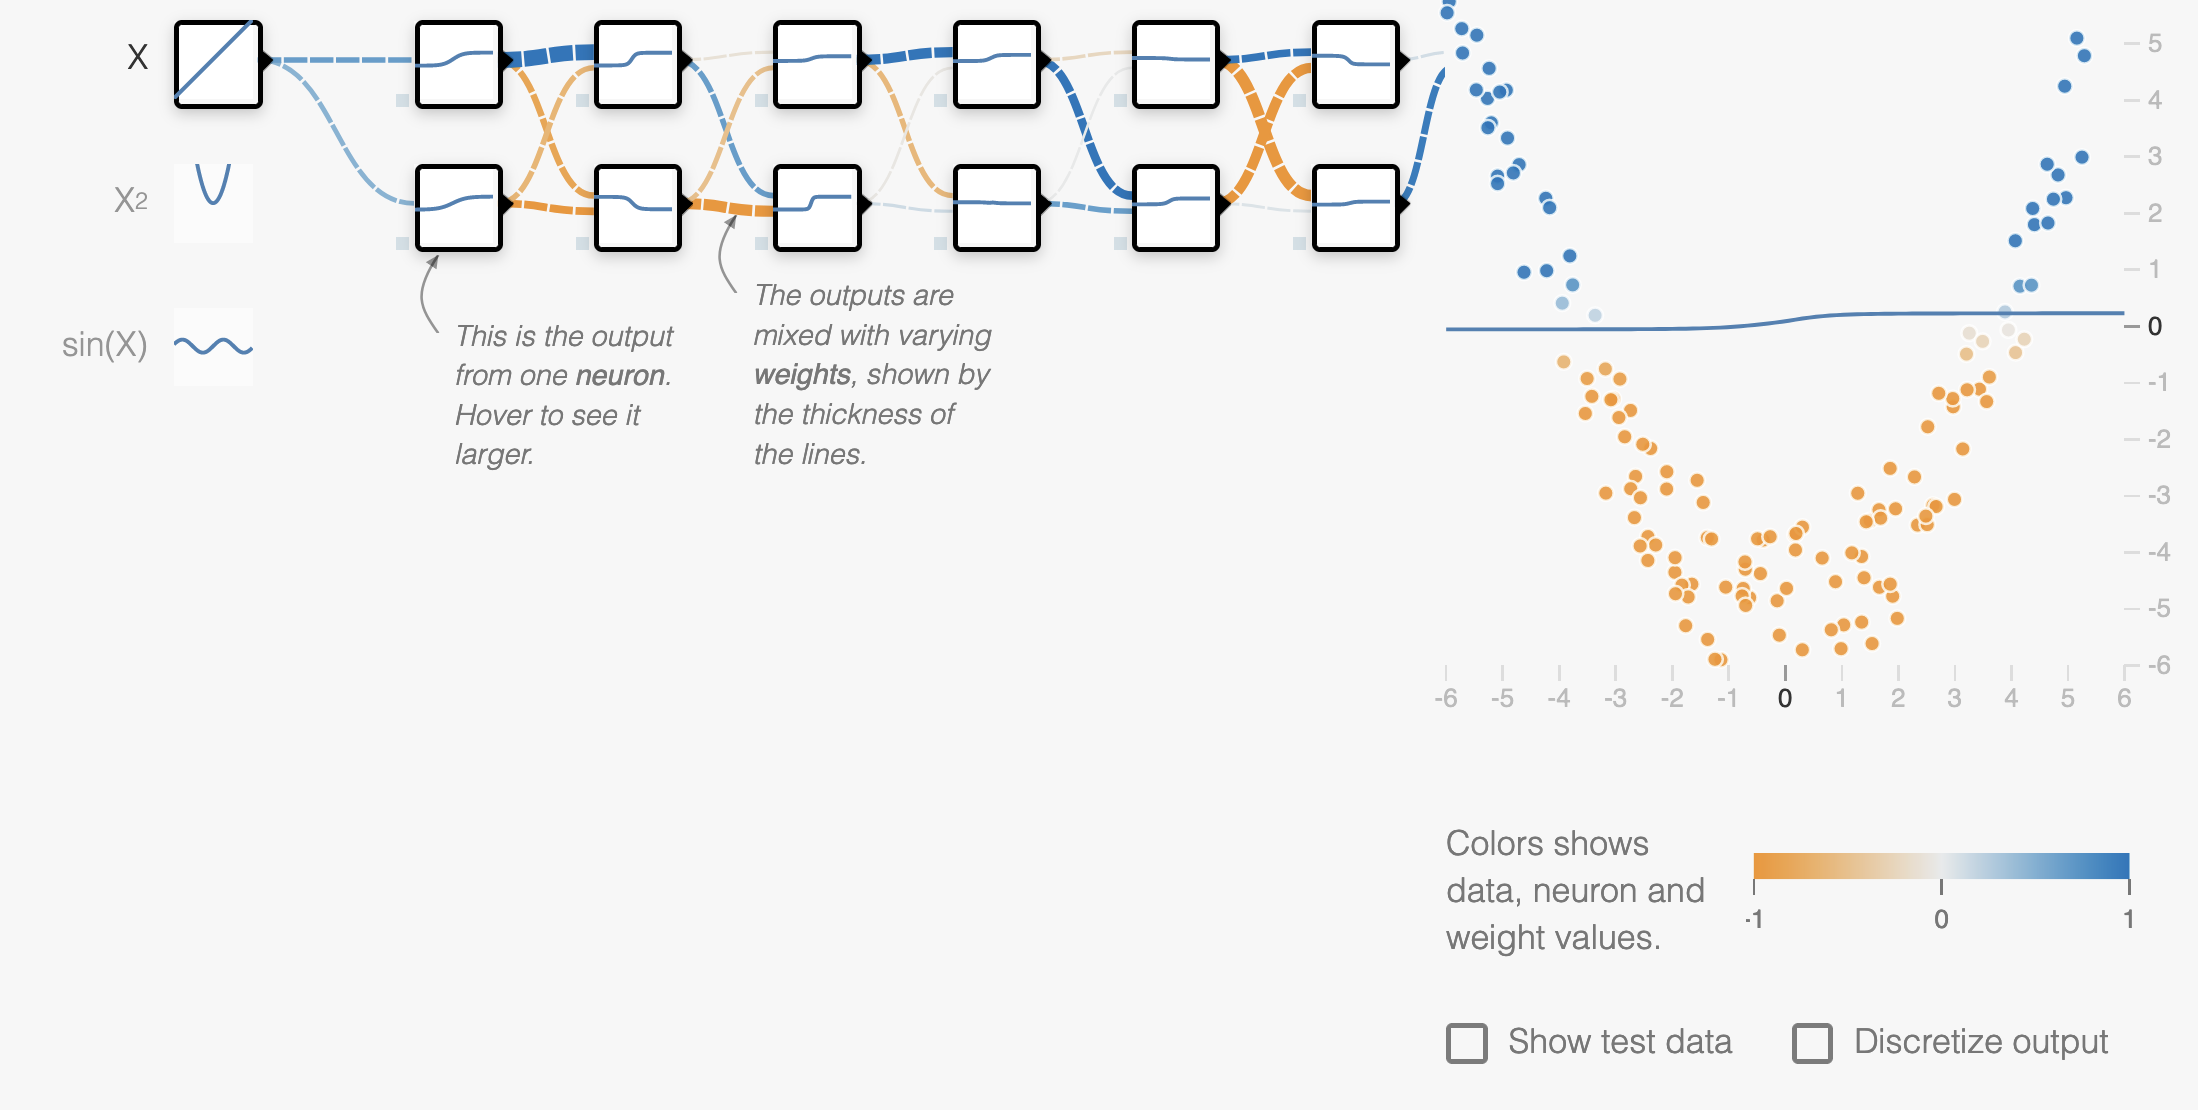 X
X2
sin(X)
This is the output
from one neuron.
Hover to see it
larger.
The outputs are
mixed with varying
weights, shown by
the thickness of
the lines.
5
4
3
2
1
0
-1
-2
-3
-4
-5
-6
-6 -5 -4 -3 -2 -1 0 1 2 3 4 5 6
Colors shows
data, neuron and
weight values.
-1 0 1
Show test data
Discretize output